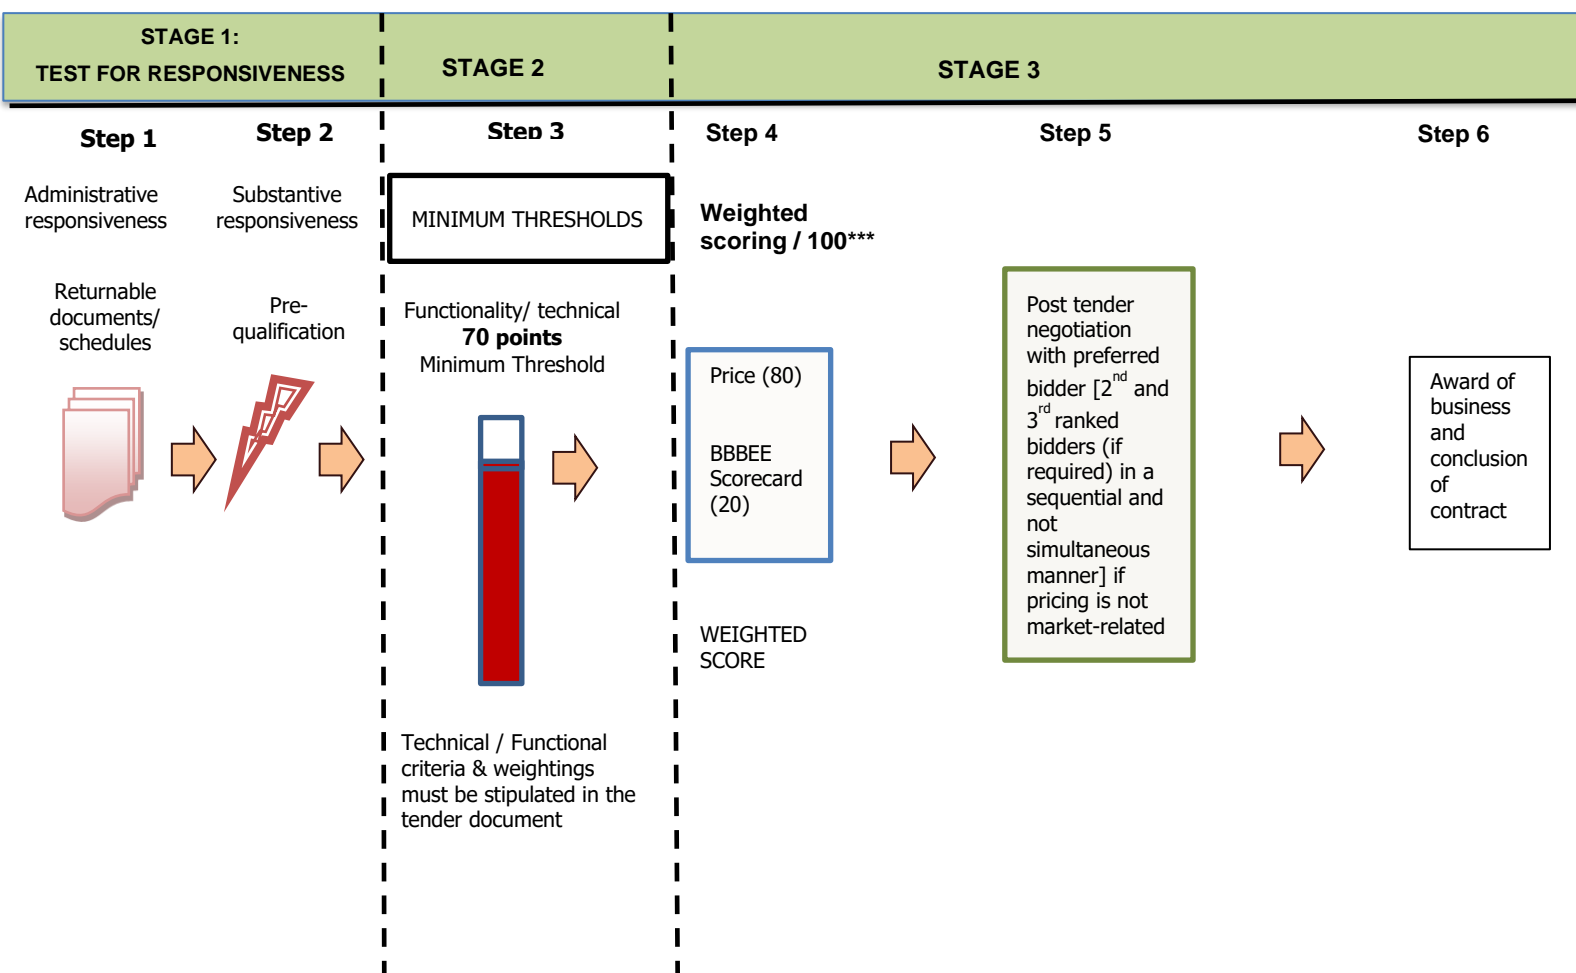 STAGE 1:
TEST FOR RESPONSIVENESS
STAGE 2
STAGE 3
Step 1
Step 2
Step 3
Step 4
Step 5
Step 6
Administrative
responsiveness
Substantive
responsiveness
MINIMUM THRESHOLDS
Weighted
scoring / 100***
Returnable
documents/
schedules
Pre-
qualification
Functionality/ technical
70 points
Minimum Threshold
Price (80)
BBBEE
Scorecard
(20)
Post tender
negotiation
with preferred
bidder [2nd and
3rd ranked
bidders (if
required) in a
sequential and
not
simultaneous
manner] if
pricing is not
market-related
Award of
business
and
conclusion
of
contract
WEIGHTED
SCORE
Technical / Functional
criteria & weightings
must be stipulated in the
tender document